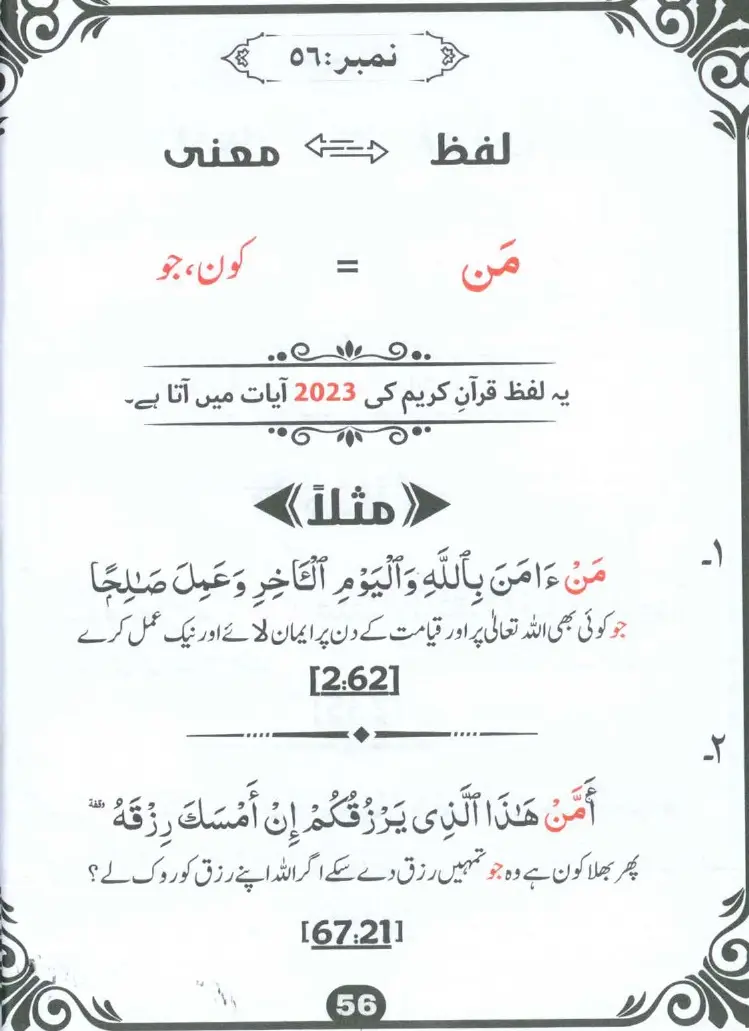 نمبر:٥٦
لفظ معنی
مَن = کون، جو
یہ لفظ قرآنِ کریم کی 2023 آیات میں آتا ہے۔
مثلاً
١۔
مَنْ ءَامَنَ بِٱللَّهِ وَٱلْيَوْمِ ٱلْـَٔاخِرِ وَعَمِلَ صَـٰلِحًا
جو کوئی بھی اللہ تعالیٰ پر اور قیامت کے دن پر ایمان لائے اور نیک عمل کرے
[2:62]
٢۔
أَمَّنْ هَـٰذَا ٱلَّذِى يَرْزُقُكُمْ إِنْ أَمْسَكَ رِزْقَهُ وقفة
پھر بھلا کون ہے وہ جو تمہیں رزق دے سکے اگر اللہ اپنے رزق کو روک لے؟
[67:21]
56